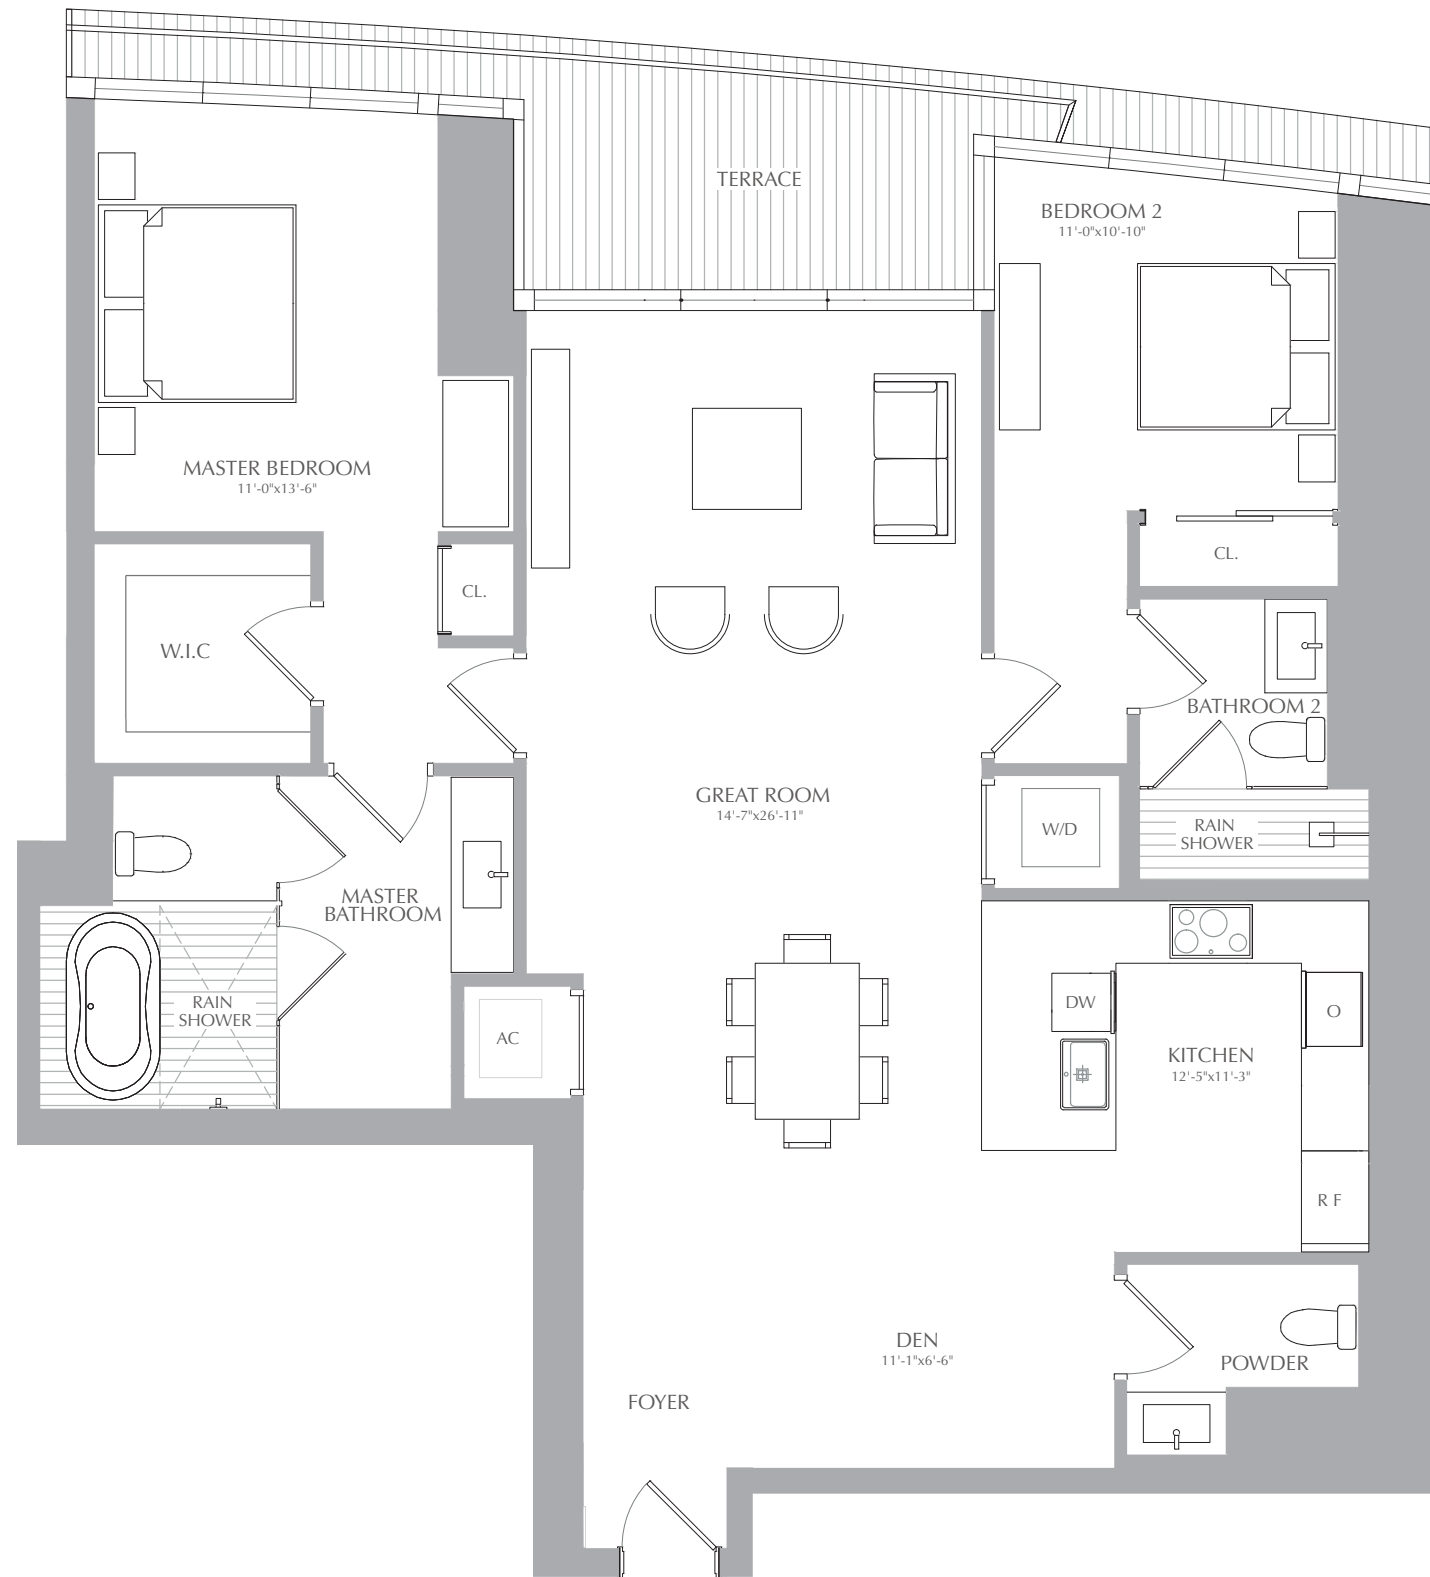 TERRACE
BEDROOM 2
11'-0"x10'-10"
MASTER BEDROOM
11'-0"x13'-6"
CL.
CL.
W.I.C
BATHROOM 2
GREAT ROOM
14'-7"x26'-11"
W/D
RAIN
SHOWER
MASTER
BATHROOM
RAIN
SHOWER
AC
DW
O
KITCHEN
12'-5"x11'-3"
R F
DEN
11'-1"x6'-6"
POWDER
FOYER